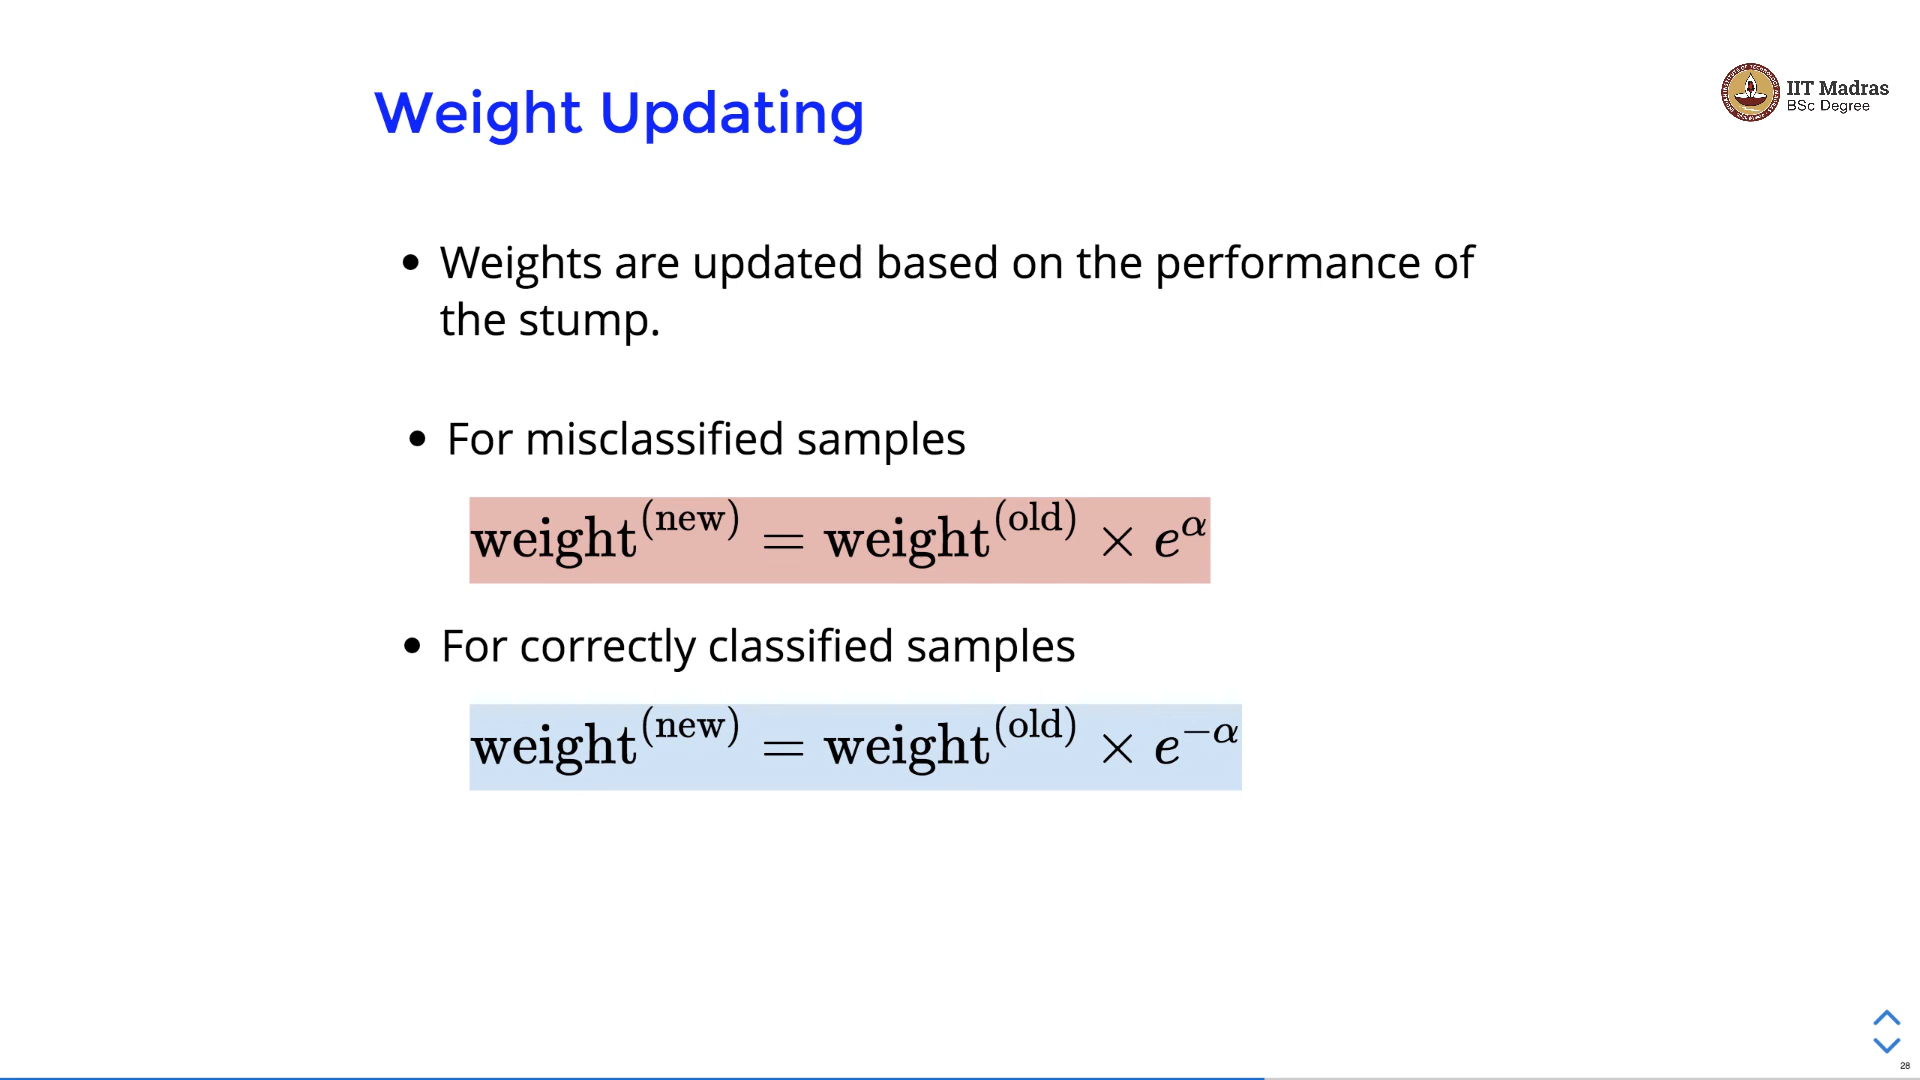 Weight Updating
IIT Madras
BSc Degree
• Weights are updated based on the performance of
the stump.
• For misclassified samples
weight^(new) = weight^(old) × e^α
• For correctly classified samples
weight^(new) = weight^(old) × e^−α
28